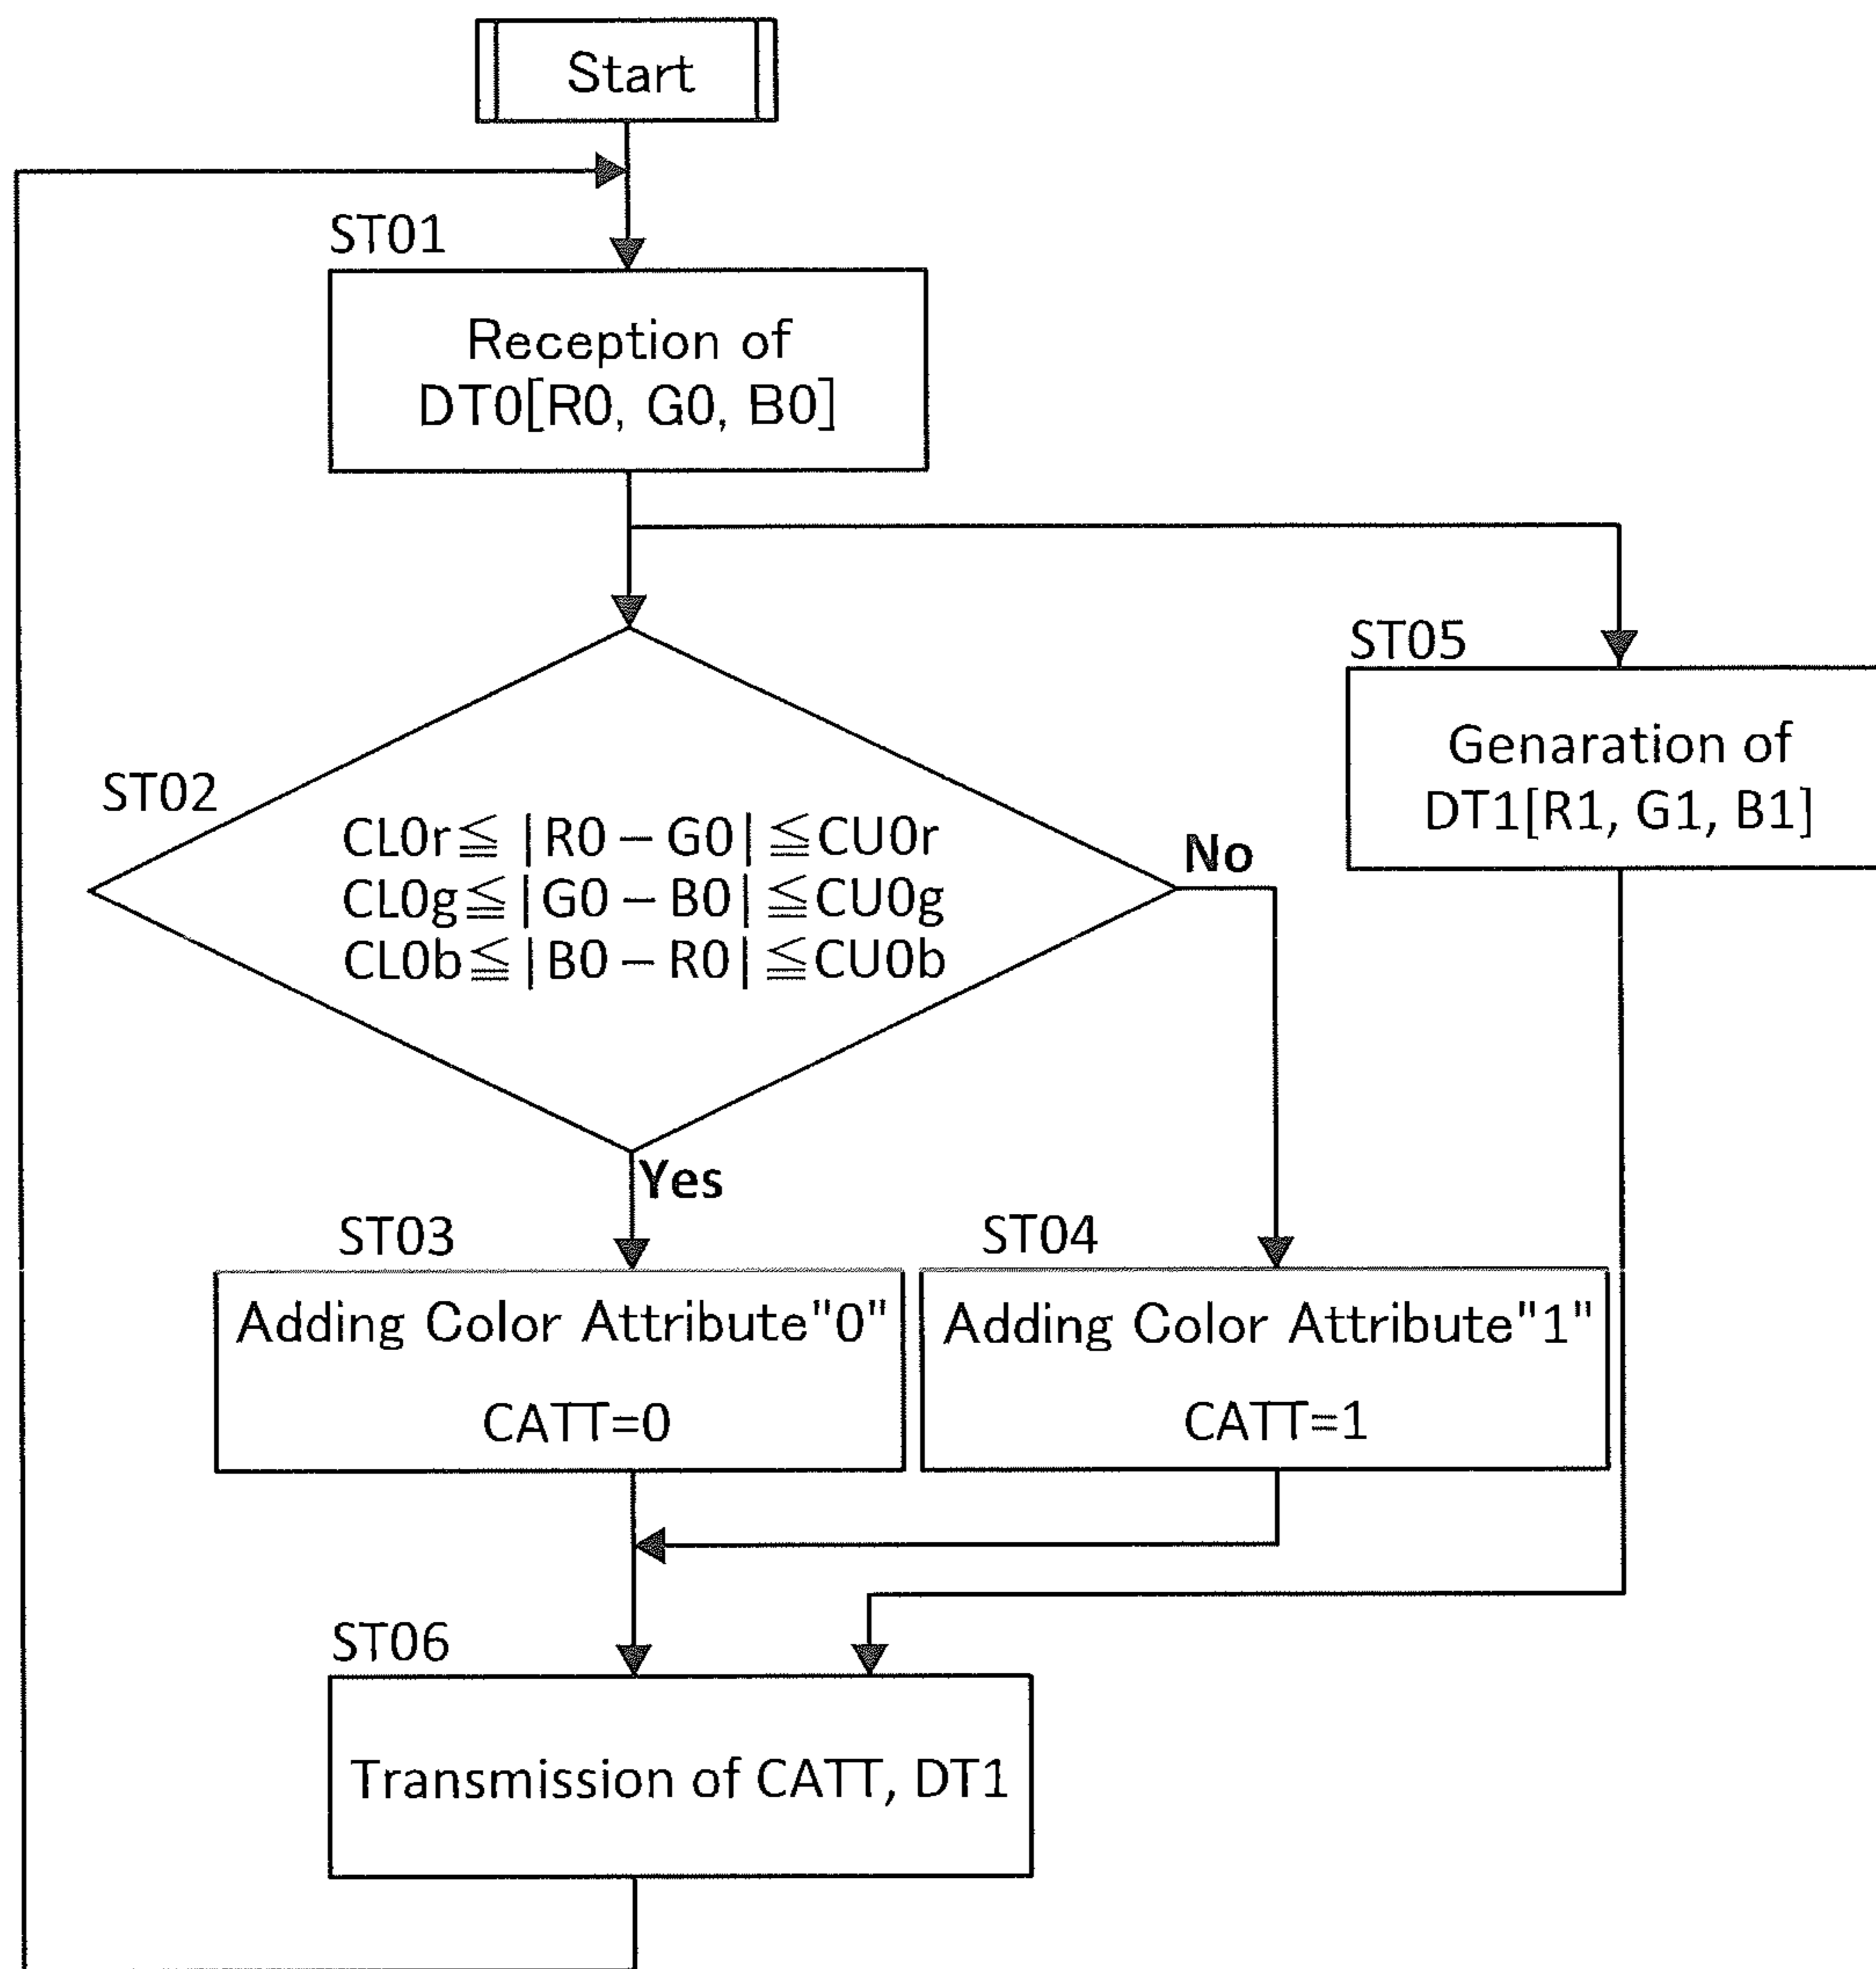 Start
ST01
Reception of
DT0[R0, G0, B0]
ST02
CL0r≦|R0 – G0|≦CU0r
CL0g≦|G0 – B0|≦CU0g
CL0b≦|B0 – R0|≦CU0b
No
Yes
ST05
Genaration of
DT1[R1, G1, B1]
ST03
Adding Color Attribute"0"
CATT=0
ST04
Adding Color Attribute"1"
CATT=1
ST06
Transmission of CATT, DT1